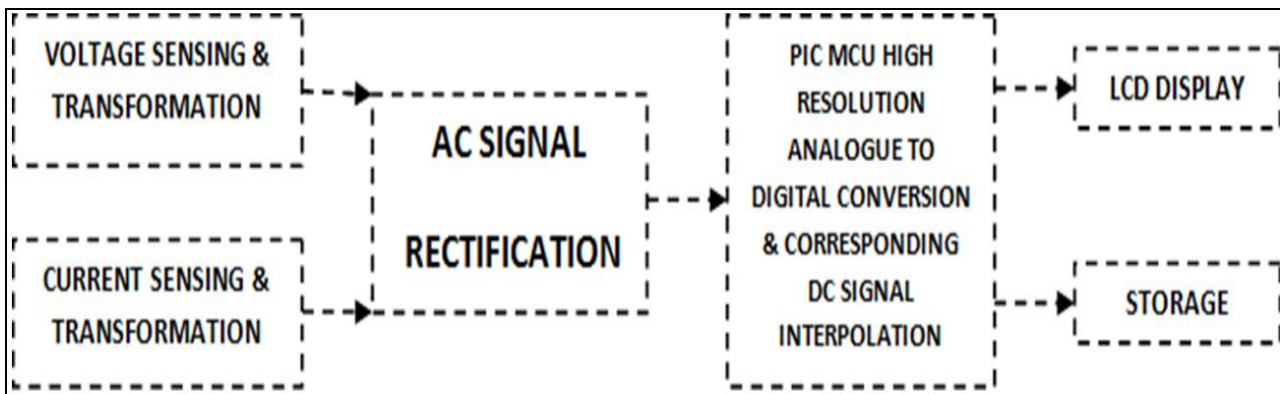 VOLTAGE SENSING &
TRANSFORMATION
CURRENT SENSING &
TRANSFORMATION
AC SIGNAL
RECTIFICATION
PIC MCU HIGH
RESOLUTION
ANALOGUE TO
DIGITAL CONVERSION
& CORRESPONDING
DC SIGNAL
INTERPOLATION
LCD DISPLAY
STORAGE